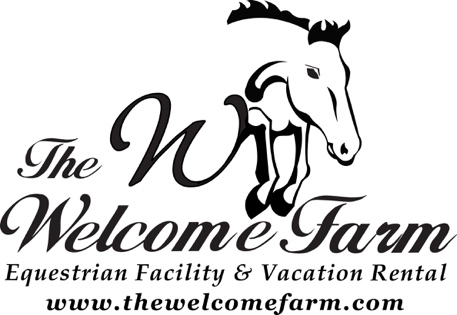 The W
Welcome Farm
Equestrian Facility & Vacation Rental
www.thewelcomefarm.com